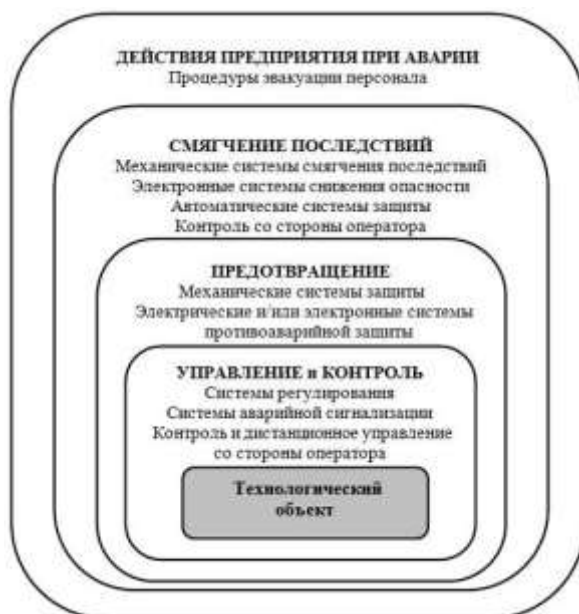 ДЕЙСТВИЯ ПРЕДПРИЯТИЯ ПРИ АВАРИИ
Процедуры эвакуации персонала
СМЯГЧЕНИЕ ПОСЛЕДСТВИЙ
Механические системы смягчения последствий
Электронные системы снижения опасности
Автоматические системы защиты
Контроль со стороны оператора
ПРЕДОТВРАЩЕНИЕ
Механические системы защиты
Электрические и/или электронные системы
противоаварийной защиты
УПРАВЛЕНИЕ и КОНТРОЛЬ
Системы регулирования
Системы аварийной сигнализации
Контроль и дистанционное управление
со стороны оператора
Технологический
объект